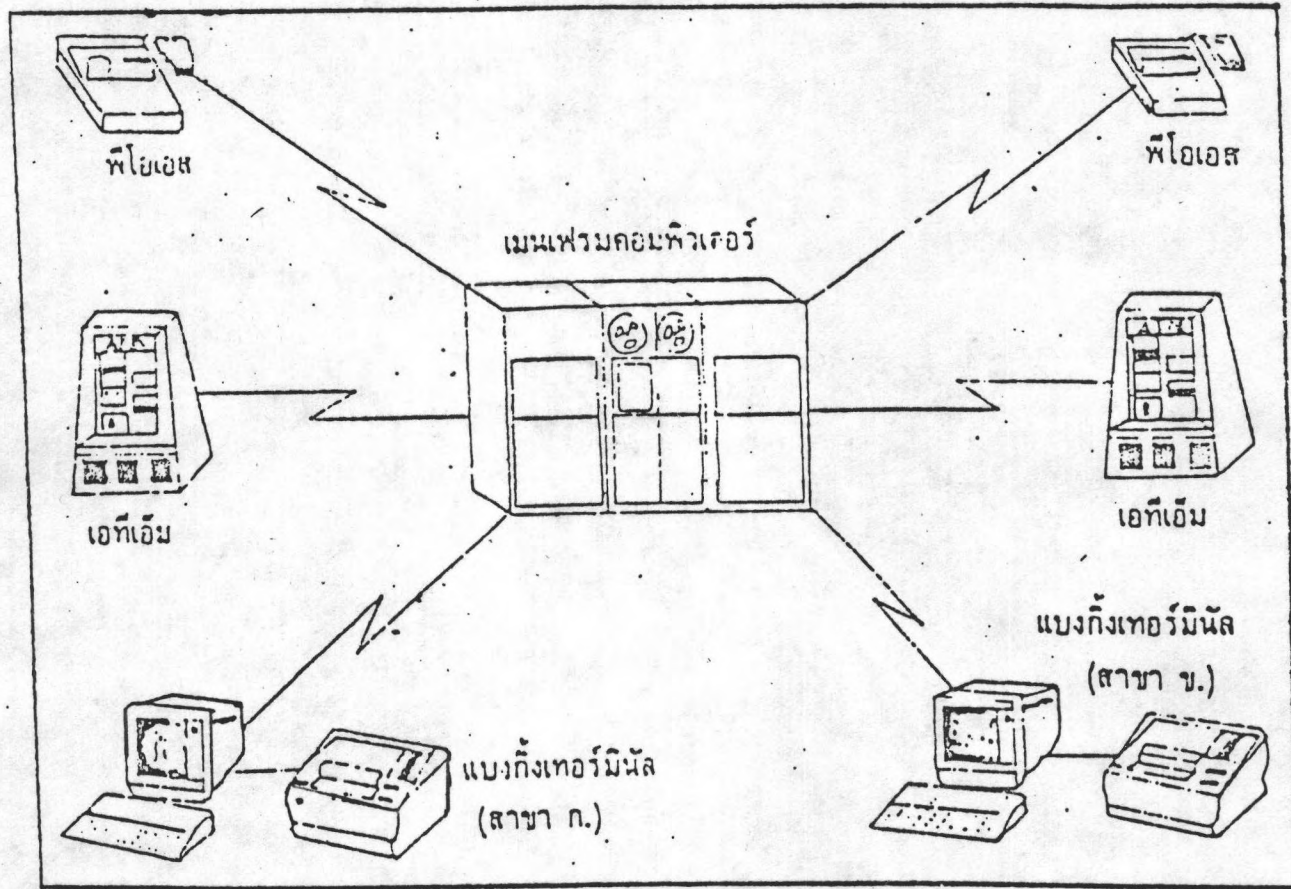 พีโอเอส
พีโอเอส
เมนเฟรมคอมพิวเตอร์
เอทีเอ็ม
เอทีเอ็ม
แบงกิ้งเทอร์มินัล
(สาขา ข.)
แบงกิ้งเทอร์มินัล
(สาขา ก.)